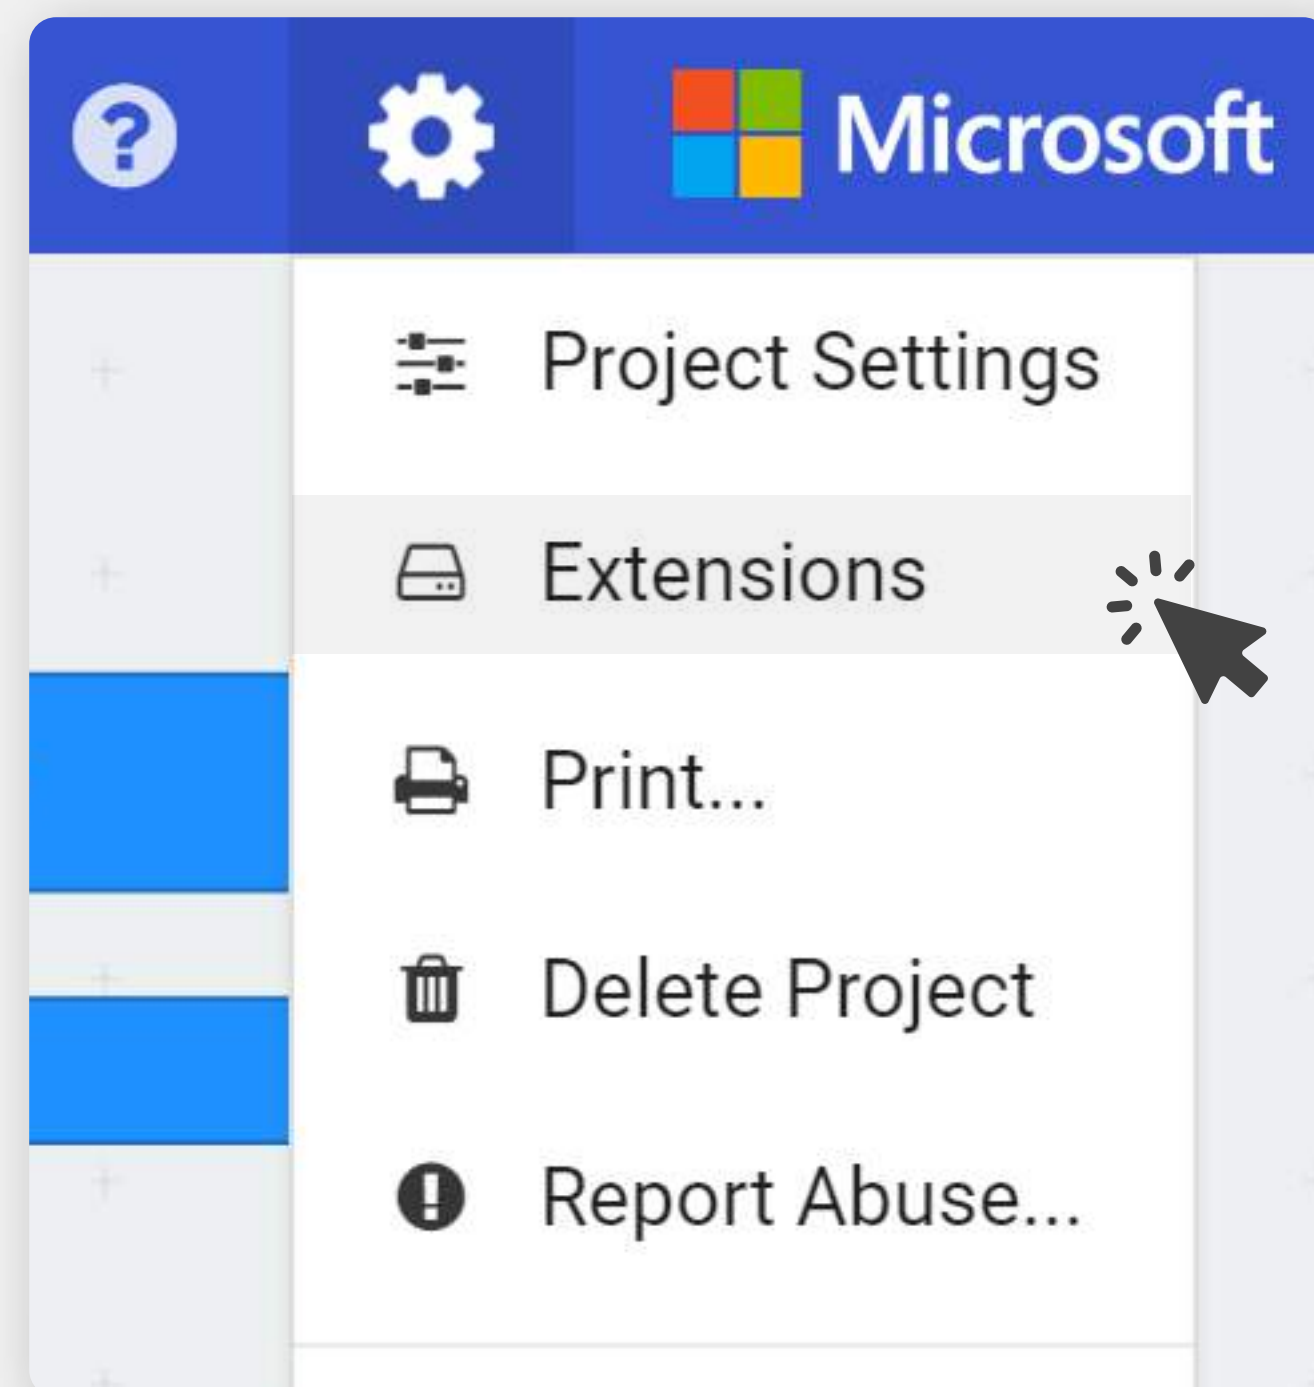 Microsoft
Project Settings
Extensions
Print...
Delete Project
Report Abuse...